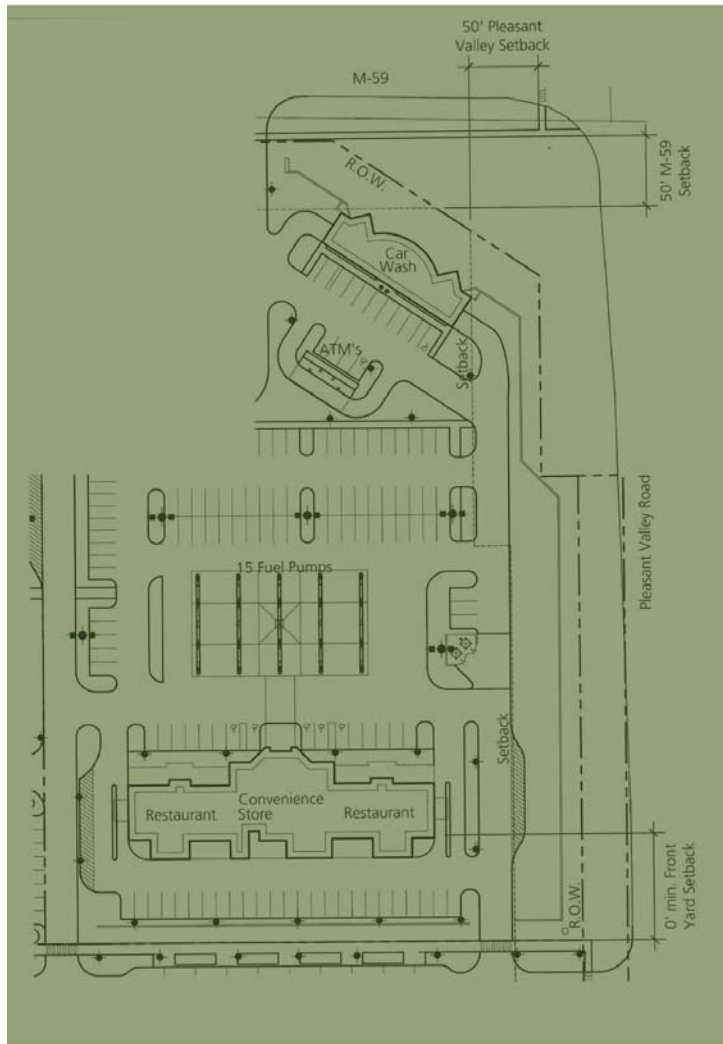 50' Pleasant
Valley Setback
M-59
50' M-59
Setback
R.O.W.
Car
Wash
ATM's
Setback
15 Fuel Pumps
Pleasant Valley Road
Setback
Restaurant
Convenience
Store
Restaurant
0' min. Front
Yard Setback
R.O.W.